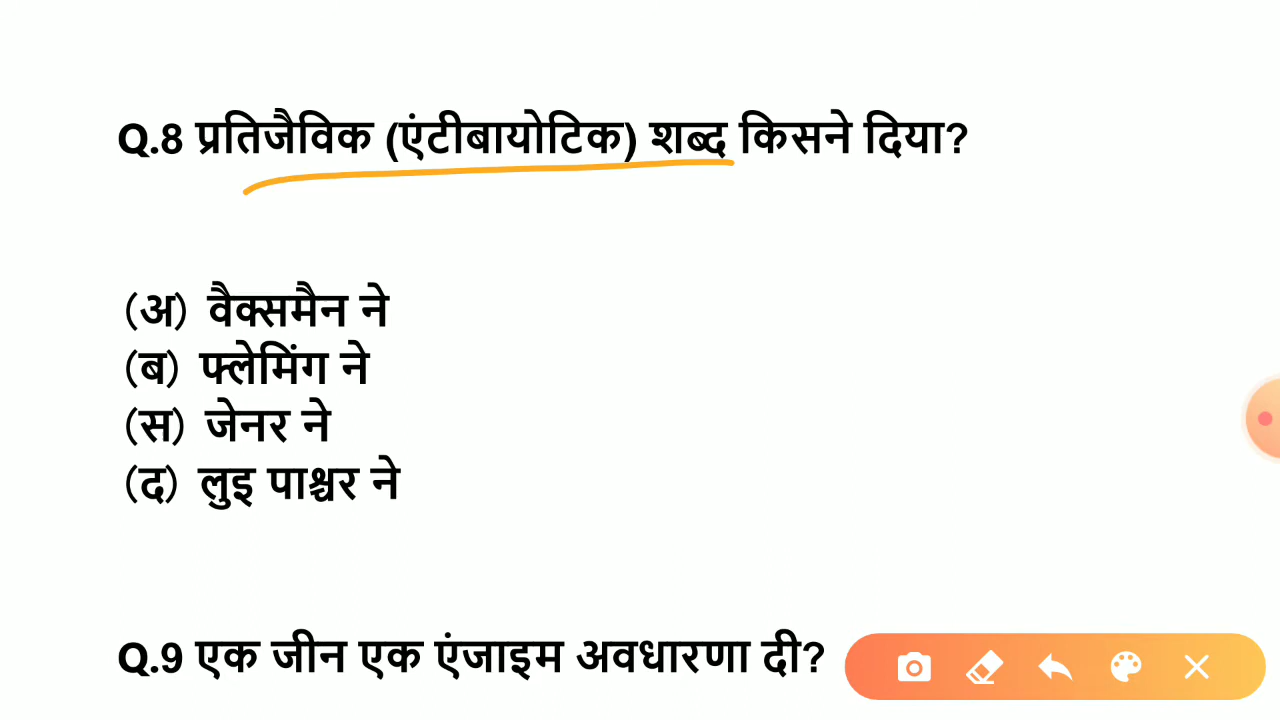 Q.8 प्रतिजैविक (एंटीबायोटिक) शब्द किसने दिया?
(अ) वैक्समैन ने
(ब) फ्लेमिंग ने
(स) जेनर ने
(द) लुइ पाश्चर ने
Q.9 एक जीन एक एंजाइम अवधारणा दी?